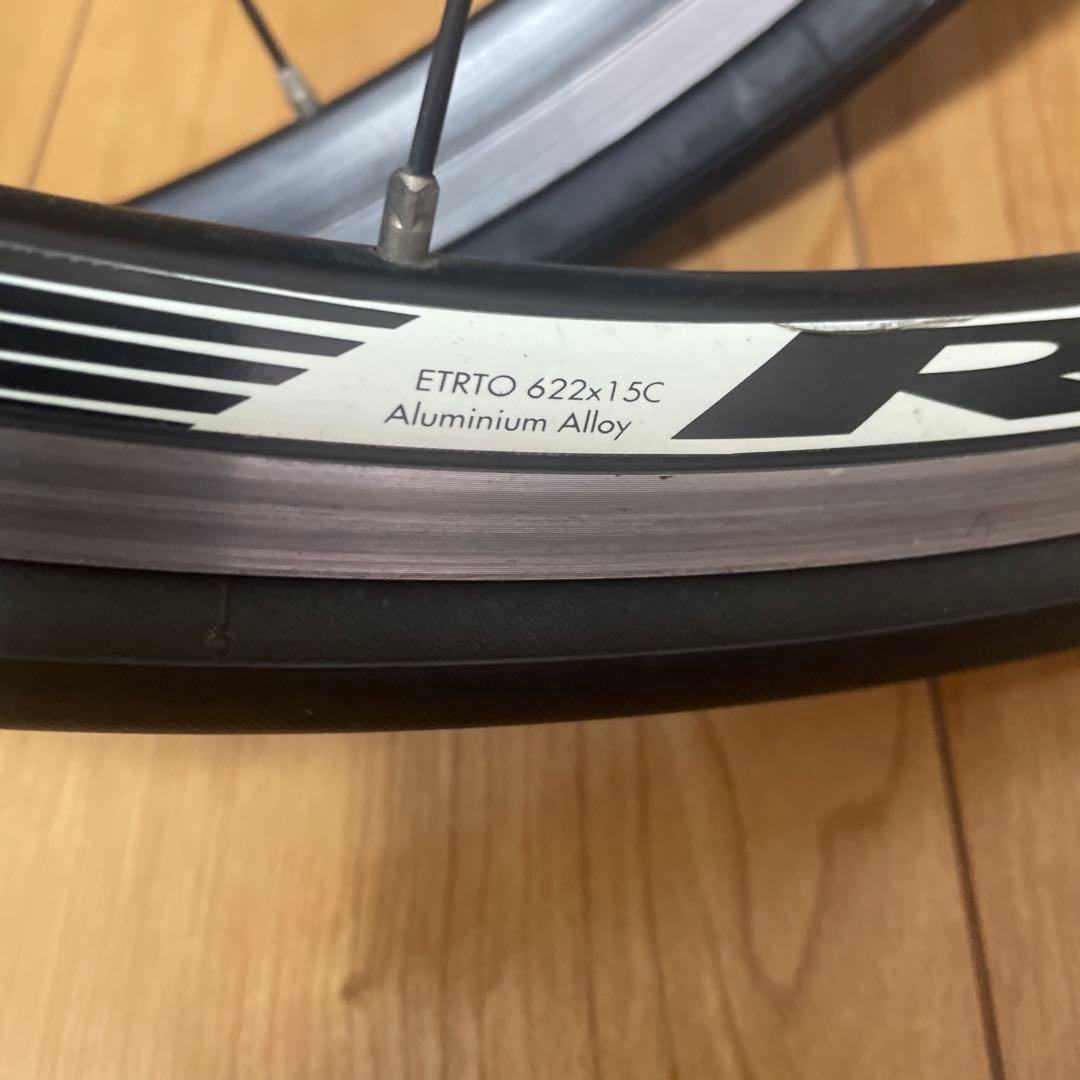 ETRTO 622x15C
Aluminium Alloy
R